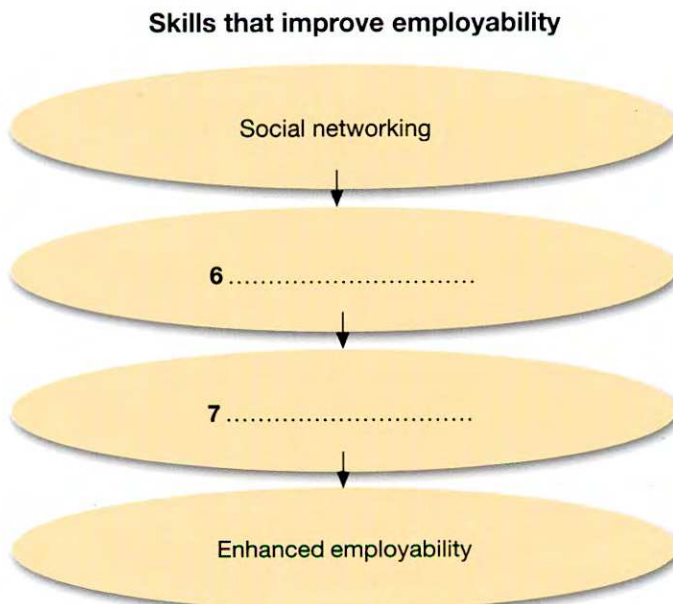 Skills that improve employability
Social networking
6 ................................
7 ................................
Enhanced employability